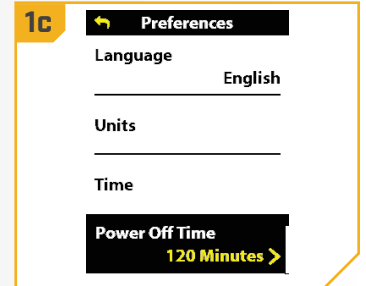 1c
Preferences
Language
English
Units
Time
Power Off Time
120 Minutes